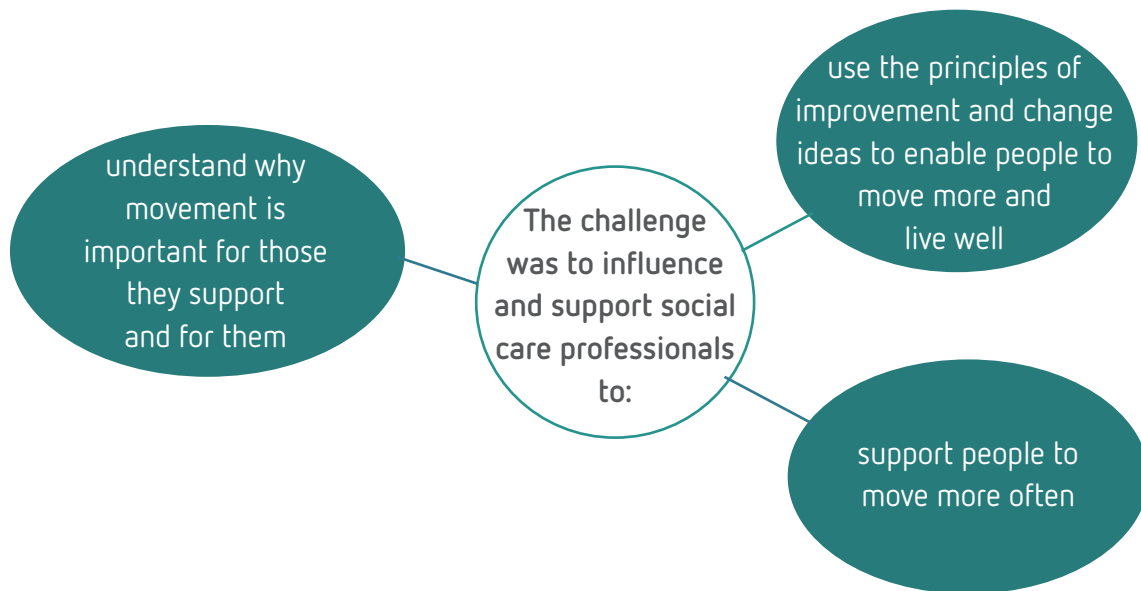 The challenge
was to influence
and support social
care professionals
to:
understand why
movement is
important for those
they support
and for them
use the principles of
improvement and change
ideas to enable people to
move more and
live well
support people to
move more often